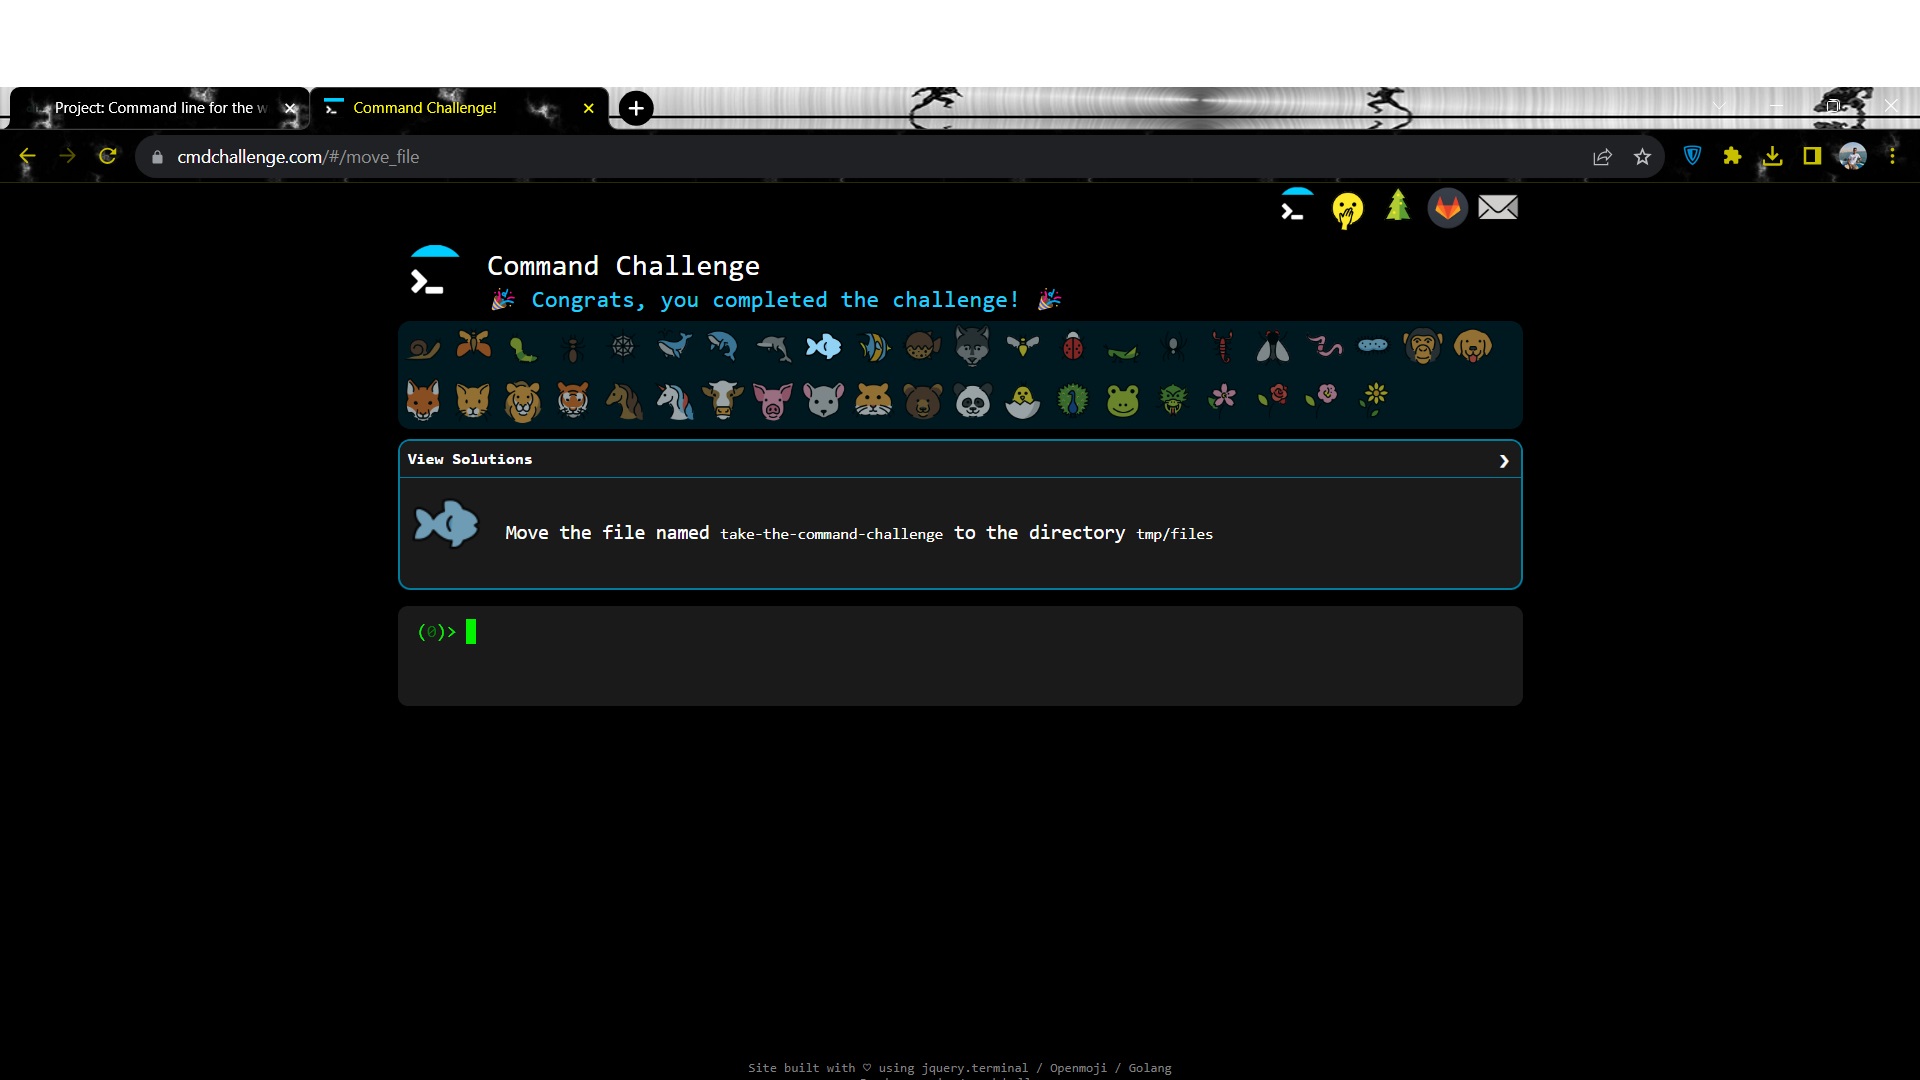 Project: Command line for the w
Command Challenge!
cmdchallenge.com/#/move_file
Command Challenge
Congrats, you completed the challenge!
View Solutions
Move the file named take-the-command-challenge to the directory tmp/files
(0)>
Site built with ♡ using jquery.terminal / Openmoji / Golang